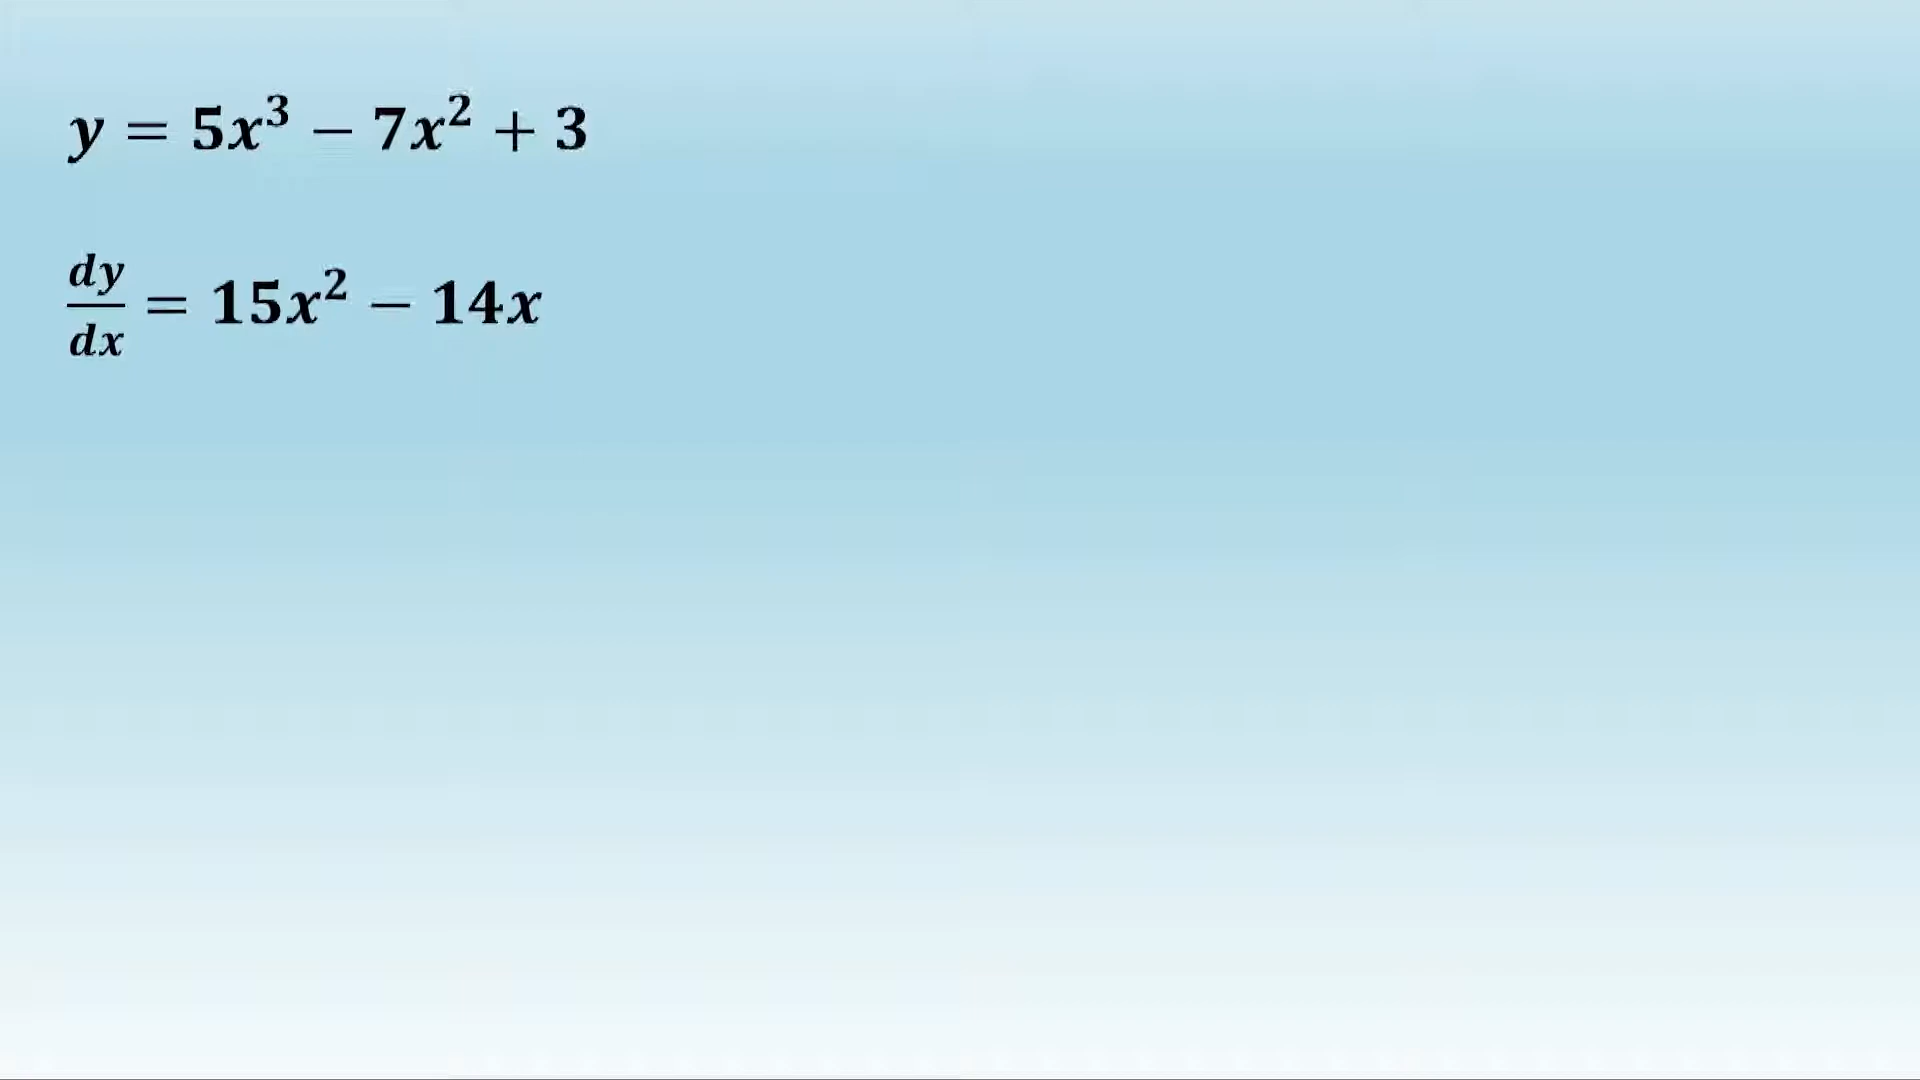 y = 5x³ − 7x² + 3
dy/dx = 15x² − 14x